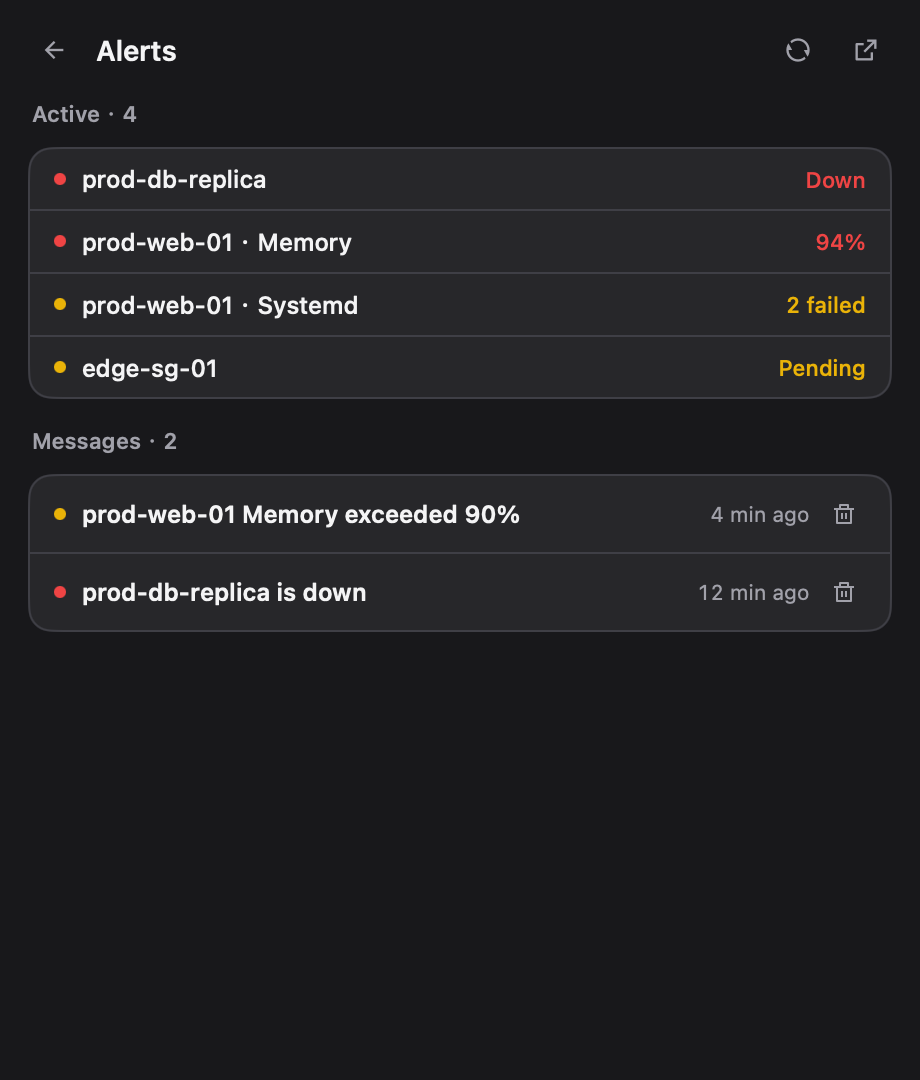 Alerts
Active · 4
prod-db-replica Down
prod-web-01 · Memory 94%
prod-web-01 · Systemd 2 failed
edge-sg-01 Pending
Messages · 2
prod-web-01 Memory exceeded 90% 4 min ago
prod-db-replica is down 12 min ago